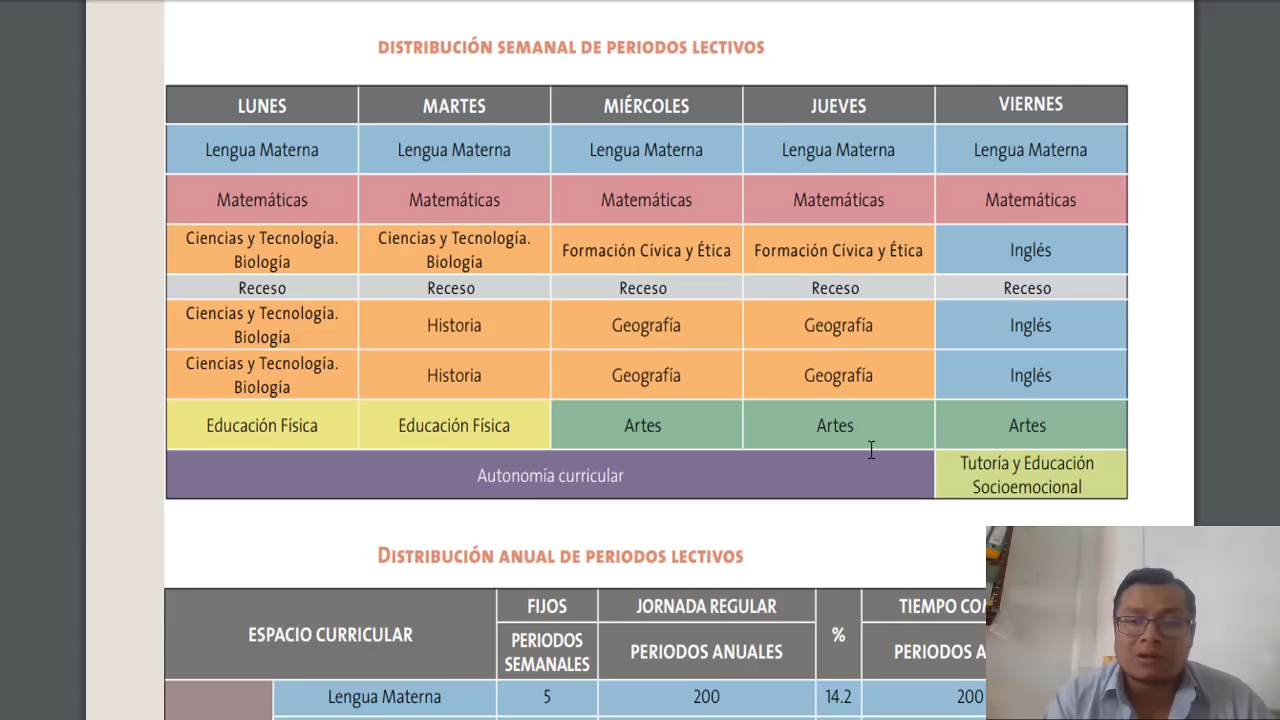 DISTRIBUCIÓN SEMANAL DE PERIODOS LECTIVOS
LUNES MARTES MIÉRCOLES JUEVES VIERNES
Lengua Materna Lengua Materna Lengua Materna Lengua Materna Lengua Materna
Matemáticas Matemáticas Matemáticas Matemáticas Matemáticas
Ciencias y Tecnología. Ciencias y Tecnología.
Biología Biología Formación Cívica y Ética Formación Cívica y Ética Inglés
Receso Receso Receso Receso Receso
Ciencias y Tecnología.
Biología Historia Geografía Geografía Inglés
Ciencias y Tecnología.
Biología Historia Geografía Geografía Inglés
Educación Física Educación Física Artes Artes Artes
Autonomía curricular Tutoría y Educación
Socioemocional
DISTRIBUCIÓN ANUAL DE PERIODOS LECTIVOS
ESPACIO CURRICULAR FIJOS JORNADA REGULAR % TIEMPO CO
PERIODOS
SEMANALES PERIODOS ANUALES PERIODOS A
Lengua Materna 5 200 14.2 200